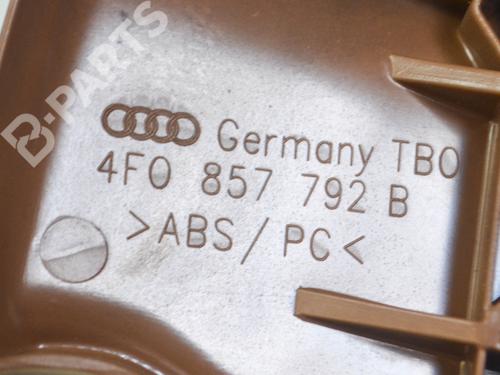 B-PARTS
Germany TBO
4F0 857 792 B
>ABS/PC<